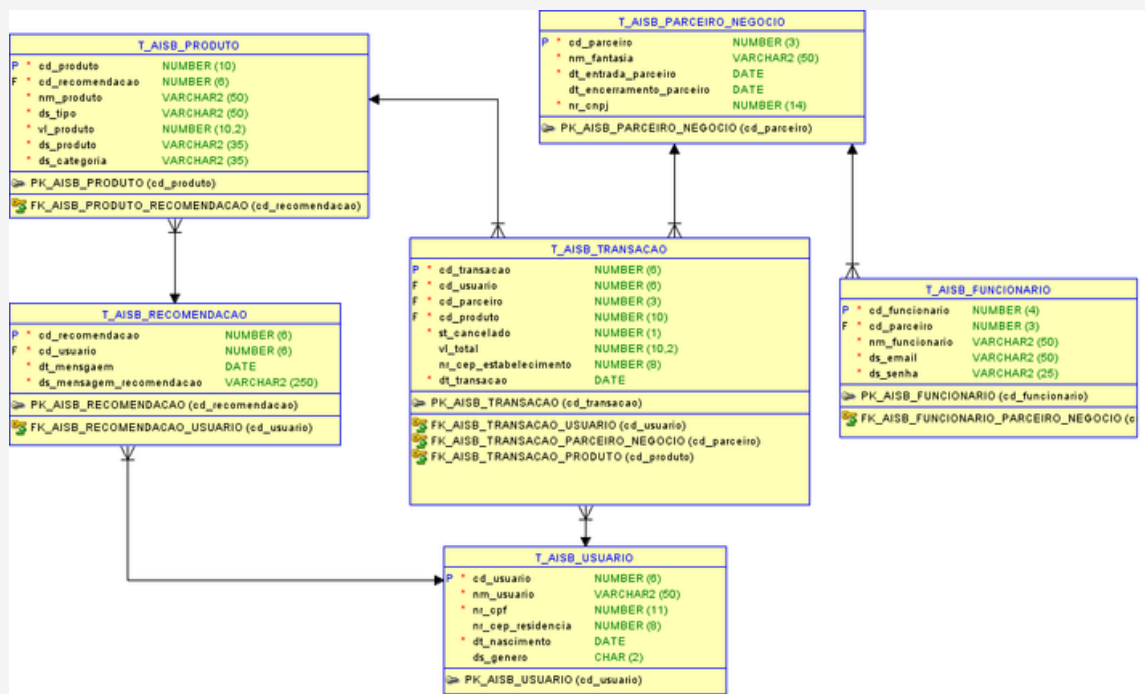 T_AISB_PARCEIRO_NEGOCIO
P * cd_parceiro NUMBER (3)
* nm_fantasia VARCHAR2 (50)
* dt_entrada_parceiro DATE
dt_encerramento_parceiro DATE
* nr_cnpj NUMBER (14)
PK_AISB_PARCEIRO_NEGOCIO (cd_parceiro)
T_AISB_PRODUTO
P * cd_produto NUMBER (10)
F * cd_recomendacao NUMBER (6)
* nm_produto VARCHAR2 (50)
* ds_tipo VARCHAR2 (50)
* vl_produto NUMBER (10,2)
* ds_produto VARCHAR2 (35)
* ds_categoria VARCHAR2 (35)
PK_AISB_PRODUTO (cd_produto)
FK_AISB_PRODUTO_RECOMENDACAO (cd_recomendacao)
T_AISB_TRANSACAO
P * cd_transacao NUMBER (6)
F * cd_usuario NUMBER (6)
F * cd_parceiro NUMBER (3)
F * cd_produto NUMBER (10)
* st_cancelado NUMBER (1)
vl_total NUMBER (10,2)
nr_cep_estabelecimento NUMBER (8)
* dt_transacao DATE
PK_AISB_TRANSACAO (cd_transacao)
FK_AISB_TRANSACAO_USUARIO (cd_usuario)
FK_AISB_TRANSACAO_PARCEIRO_NEGOCIO (cd_parceiro)
FK_AISB_TRANSACAO_PRODUTO (cd_produto)
T_AISB_FUNCIONARIO
P * cd_funcionario NUMBER (4)
F * cd_parceiro NUMBER (3)
* nm_funcionario VARCHAR2 (50)
* ds_email VARCHAR2 (50)
* ds_senha VARCHAR2 (25)
PK_AISB_FUNCIONARIO (cd_funcionario)
FK_AISB_FUNCIONARIO_PARCEIRO_NEGOCIO (c
T_AISB_RECOMENDACAO
P * cd_recomendacao NUMBER (6)
F * cd_usuario NUMBER (6)
* dt_mensgaem DATE
* ds_mensagem_recomendacao VARCHAR2 (250)
PK_AISB_RECOMENDACAO (cd_recomendacao)
FK_AISB_RECOMENDACAO_USUARIO (cd_usuario)
T_AISB_USUARIO
P * cd_usuario NUMBER (6)
* nm_usuario VARCHAR2 (50)
* nr_cpf NUMBER (11)
nr_cep_residencia NUMBER (8)
* dt_nascimento DATE
ds_genero CHAR (2)
PK_AISB_USUARIO (cd_usuario)